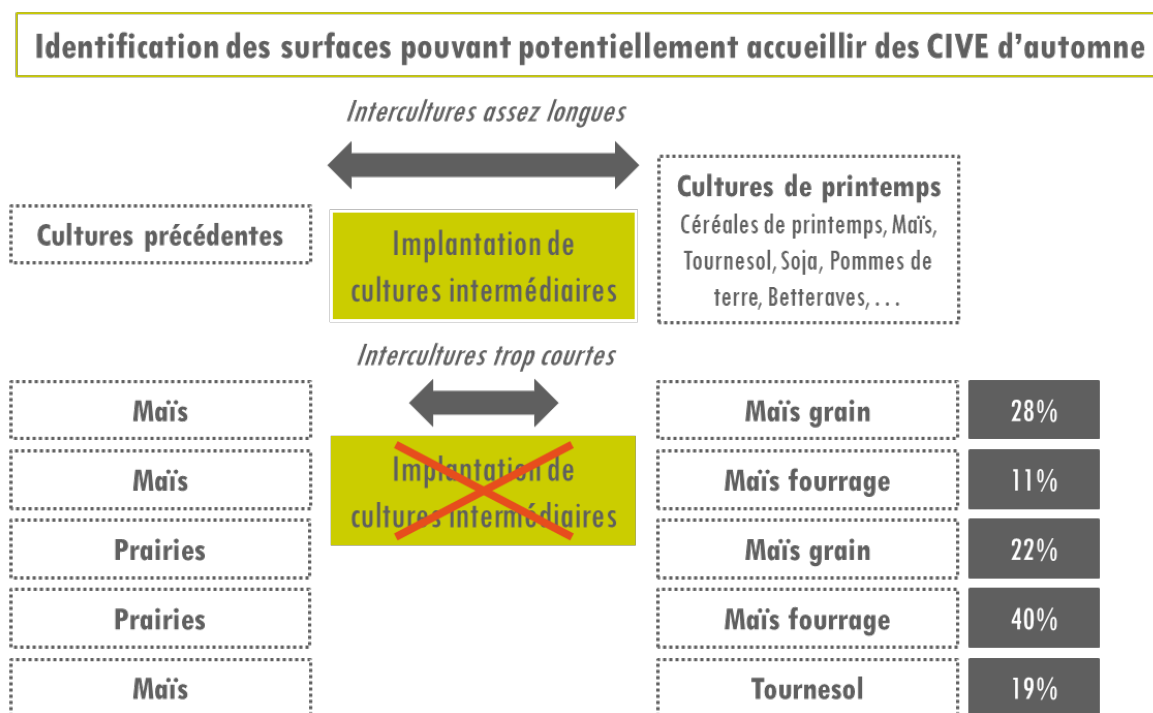 Identification des surfaces pouvant potentiellement accueillir des CIVE d'automne
Intercultures assez longues
Cultures précédentes
Implantation de
cultures intermédiaires
Cultures de printemps
Céréales de printemps, Maïs,
Tournesol, Soja, Pommes de
terre, Betteraves, ...
Intercultures trop courtes
Maïs
Maïs grain
28%
Implantation de
cultures intermédiaires
Maïs
Maïs fourrage
11%
Prairies
Maïs grain
22%
Prairies
Maïs fourrage
40%
Maïs
Tournesol
19%